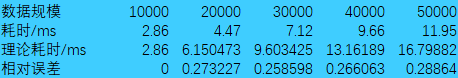 数据规模 10000 20000 30000 40000 50000
耗时/ms 2.86 4.47 7.12 9.66 11.95
理论耗时/ms 2.86 6.150473 9.603425 13.16189 16.79882
相对误差 0 0.273227 0.258598 0.266063 0.28864